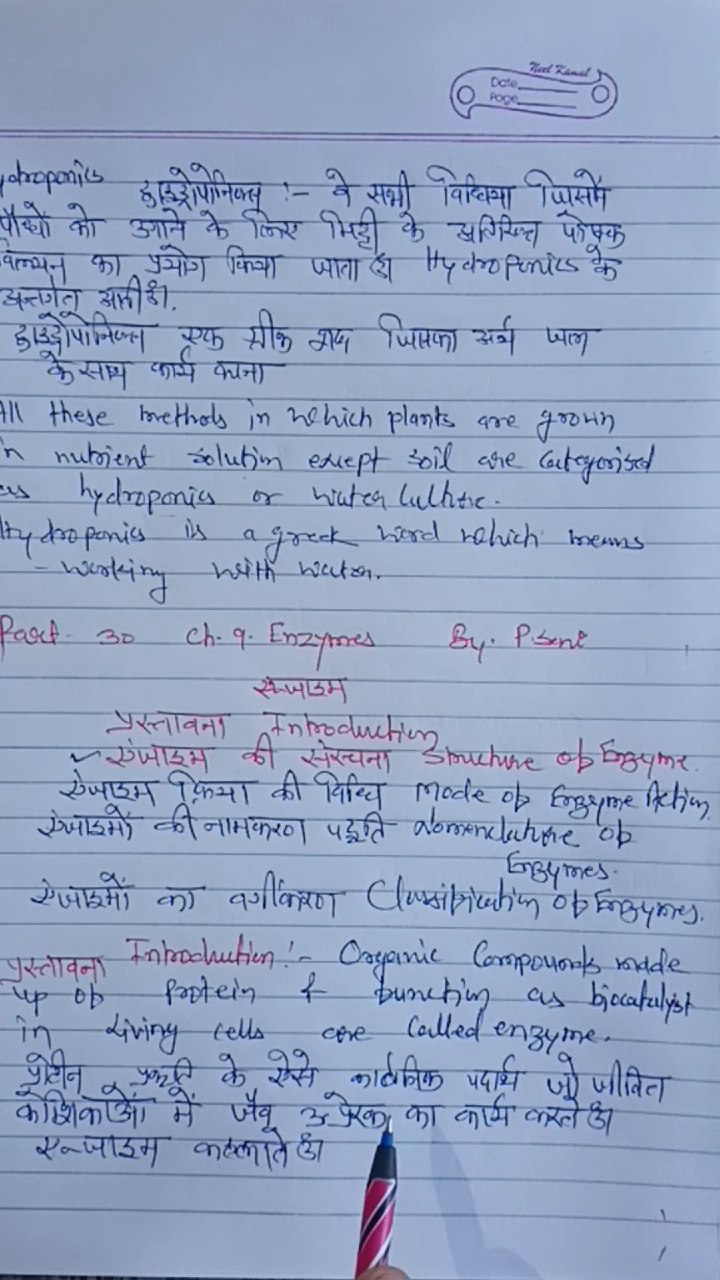 Neel Kamal
Date
Page
ydroponics हाइड्रोपोनिक्स :- वे सभी विधिया जिसमें
पौधों को उगाने के लिए मिट्टी के अतिरिक्त पोषक
विलयन का प्रयोग किया जाता है। Hydroponics के
अन्तर्गत आती है।
हाइड्रोपोनिक्स एक ग्रीक शब्द जिसका अर्थ जल
के साथ कार्य करना
All these methods in which plants are grown
in nutrient solution except soil are Categorised
as hydroponics or water Culture.
Hydroponics is a greek word which means
- working with water.
Part - 30 Ch. 9. Enzymes By. P.
एन्जाइम
प्रस्तावना Introduction
✓ एंजाइम की संरचना Structure of Enzyme.
एंजाइम क्रिया की विधि Mode of Enzyme Action.
एंजाइमों की नामकरण पद्धति Nomenclature of
Enzymes.
एंजाइमों का वर्गीकरण Classification of Enzymes.
प्रस्तावना Introduction :- Organic Compounds made
up of Protein & function as biocatalyst
in living cells are Called enzyme.
प्रोटीन प्रकृति के ऐसे कार्बनिक पदार्थ जो जीवित
कोशिकाओं में जैव उत्प्रेरक का कार्य करते है।
एन्जाइम कहलाते है।